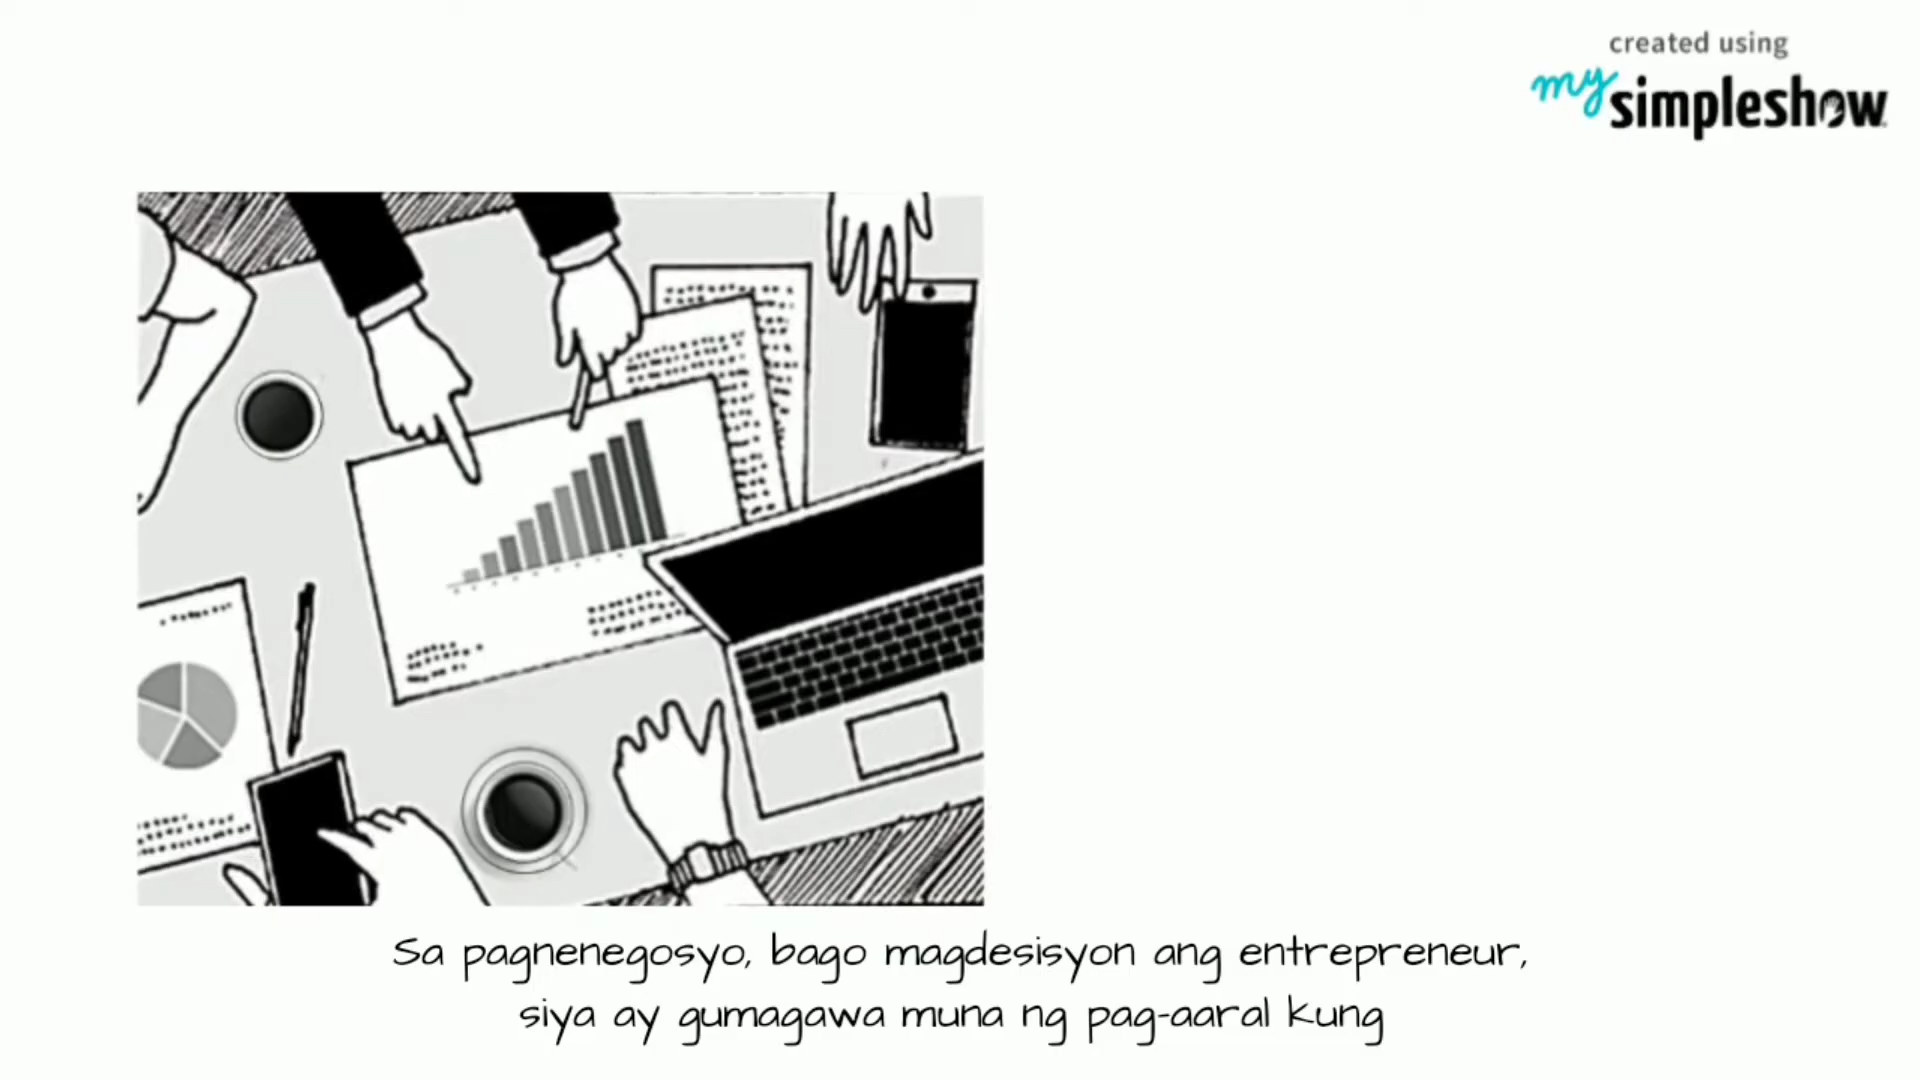 created using
my simpleshow
Sa pagnenegosyo, bago magdesisyon ang entrepreneur,
siya ay gumagawa muna ng pag-aaral kung